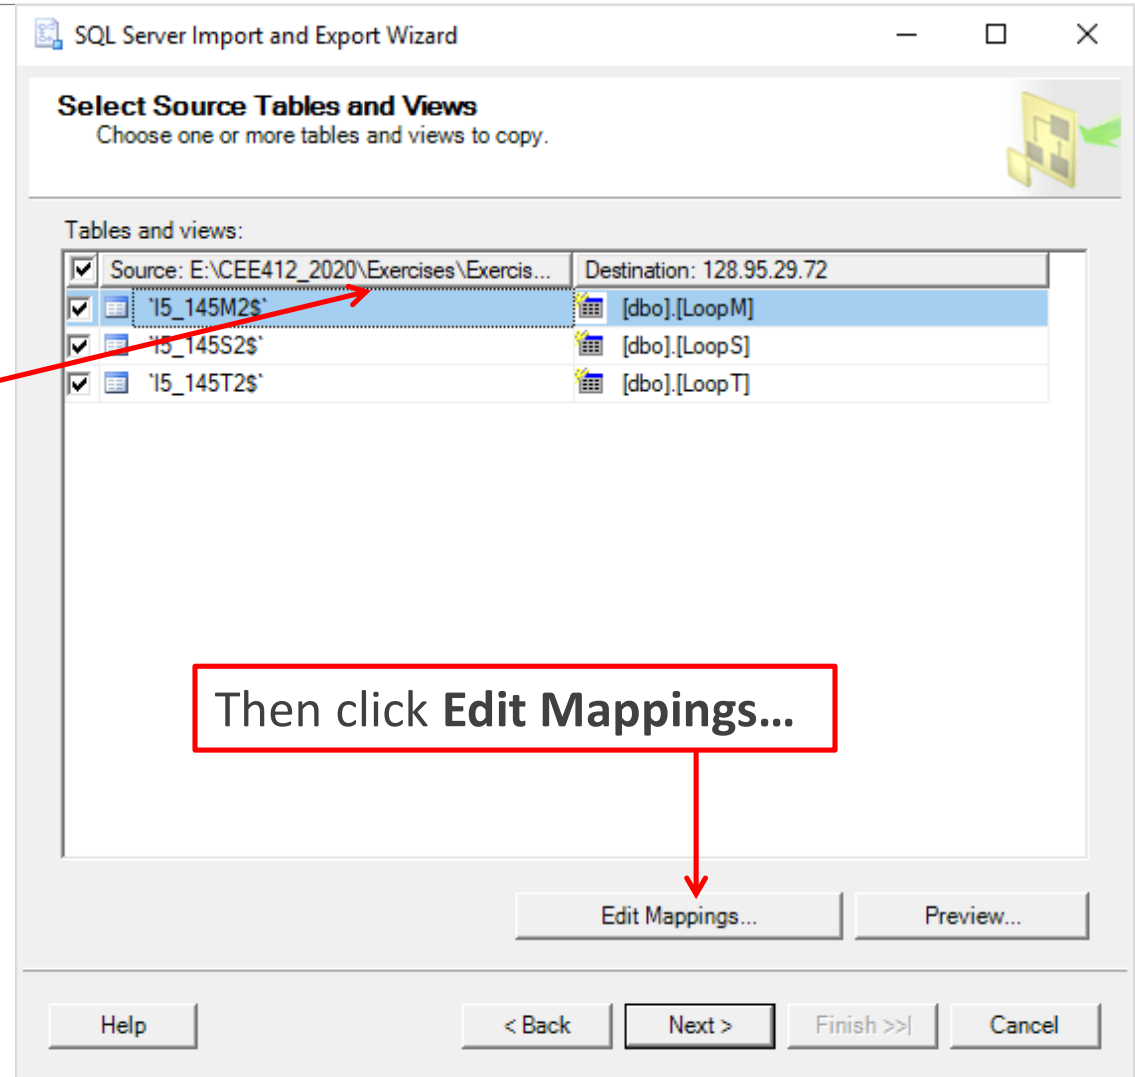 SQL Server Import and Export Wizard
Select Source Tables and Views
Choose one or more tables and views to copy.
Tables and views:
Source: E:\CEE412_2020\Exercises\Exercis... Destination: 128.95.29.72
`I5_145M2$` [dbo].[LoopM]
`I5_145S2$` [dbo].[LoopS]
`I5_145T2$` [dbo].[LoopT]
Then click Edit Mappings...
Edit Mappings... Preview...
Help < Back Next > Finish >>| Cancel